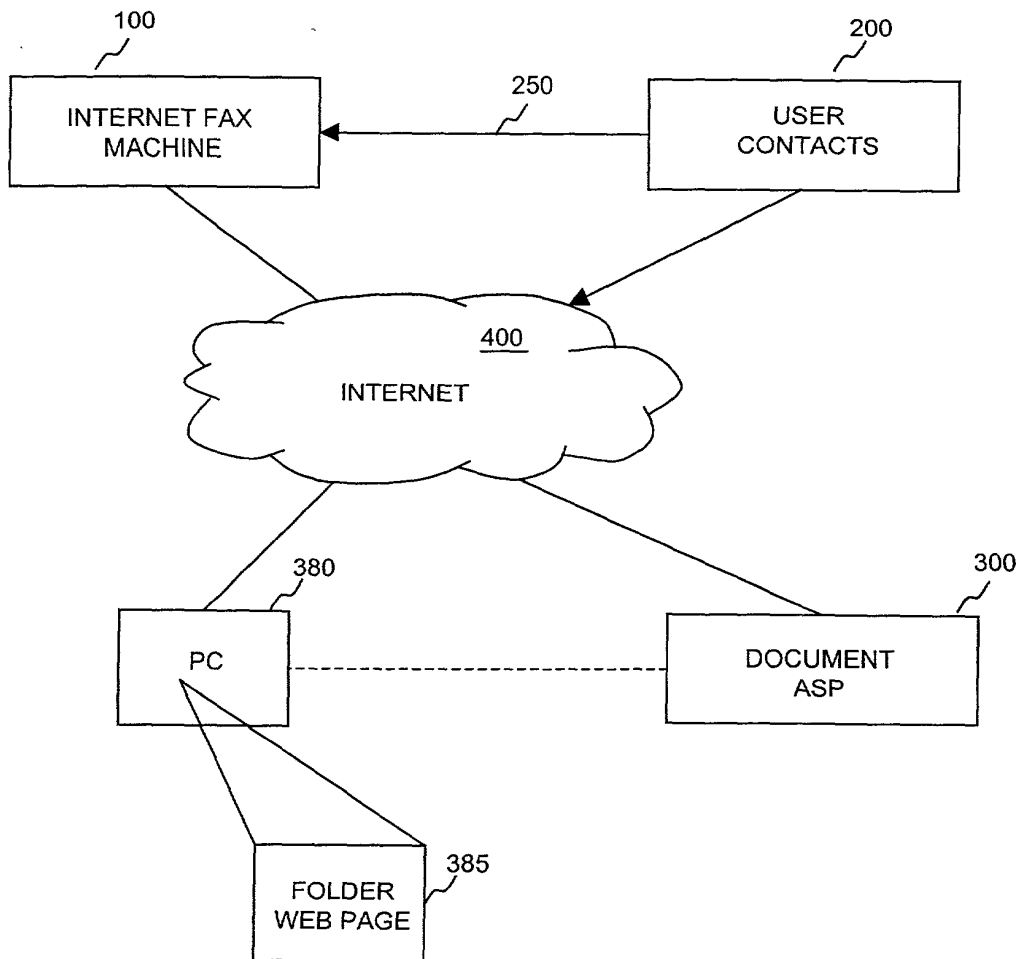 100
200
INTERNET FAX
MACHINE
250
USER
CONTACTS
400
INTERNET
380
300
PC
DOCUMENT
ASP
385
FOLDER
WEB PAGE